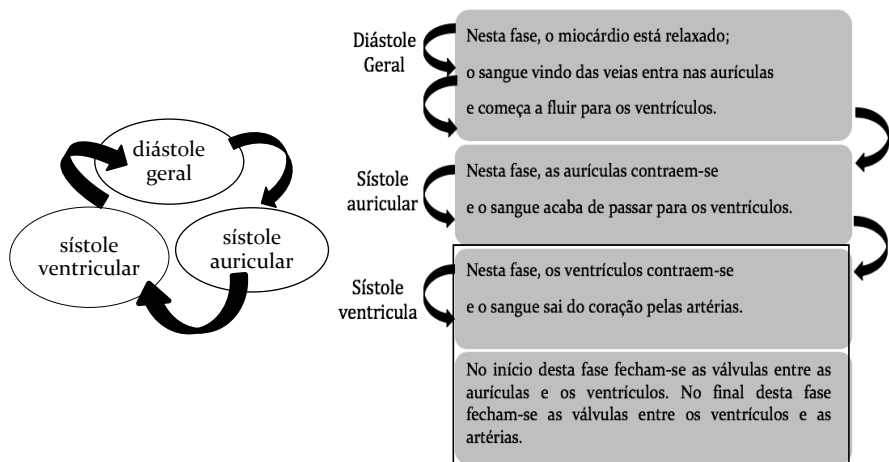 diástole
geral
sístole
auricular
sístole
ventricular
Diástole
Geral
Nesta fase, o miocárdio está relaxado;
o sangue vindo das veias entra nas aurículas
e começa a fluir para os ventrículos.
Sístole
auricular
Nesta fase, as aurículas contraem-se
e o sangue acaba de passar para os ventrículos.
Sístole
ventricula
Nesta fase, os ventrículos contraem-se
e o sangue sai do coração pelas artérias.
No início desta fase fecham-se as válvulas entre as
aurículas e os ventrículos. No final desta fase
fecham-se as válvulas entre os ventrículos e as
artérias.